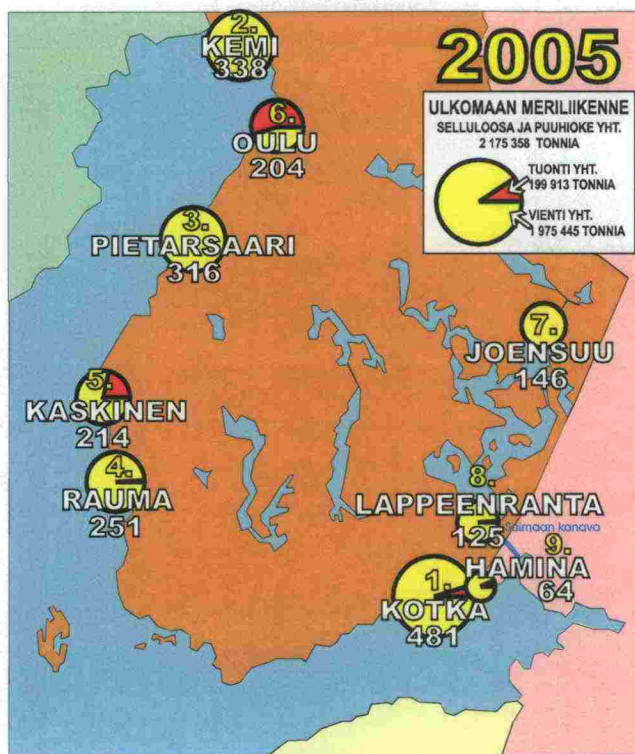 2.
KEMI
338
2005
ULKOMAAN MERILIIKENNE
SELLULOOSA JA PUUHIOKE YHT.
2 175 358 TONNIA
TUONTI YHT.
199 913 TONNIA
VIENTI YHT.
1 975 445 TONNIA
6.
OULU
204
3.
PIETARSAARI
316
7.
JOENSUU
146
5.
KASKINEN
214
4.
RAUMA
251
8.
LAPPEENRANTA
125
Saimaan kanava
9.
HAMINA
64
1.
KOTKA
481